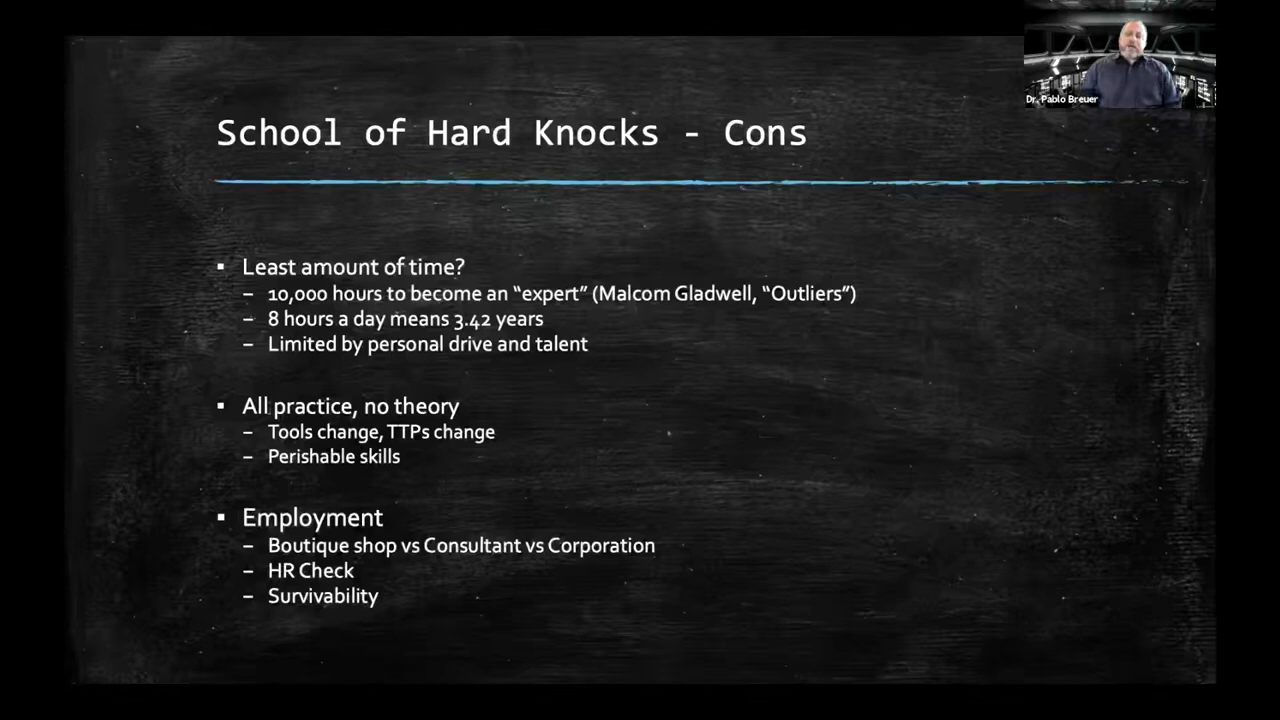 Dr. Pablo Breuer
School of Hard Knocks - Cons
▪ Least amount of time?
– 10,000 hours to become an “expert” (Malcom Gladwell, “Outliers”)
– 8 hours a day means 3.42 years
– Limited by personal drive and talent
▪ All practice, no theory
– Tools change, TTPs change
– Perishable skills
▪ Employment
– Boutique shop vs Consultant vs Corporation
– HR Check
– Survivability